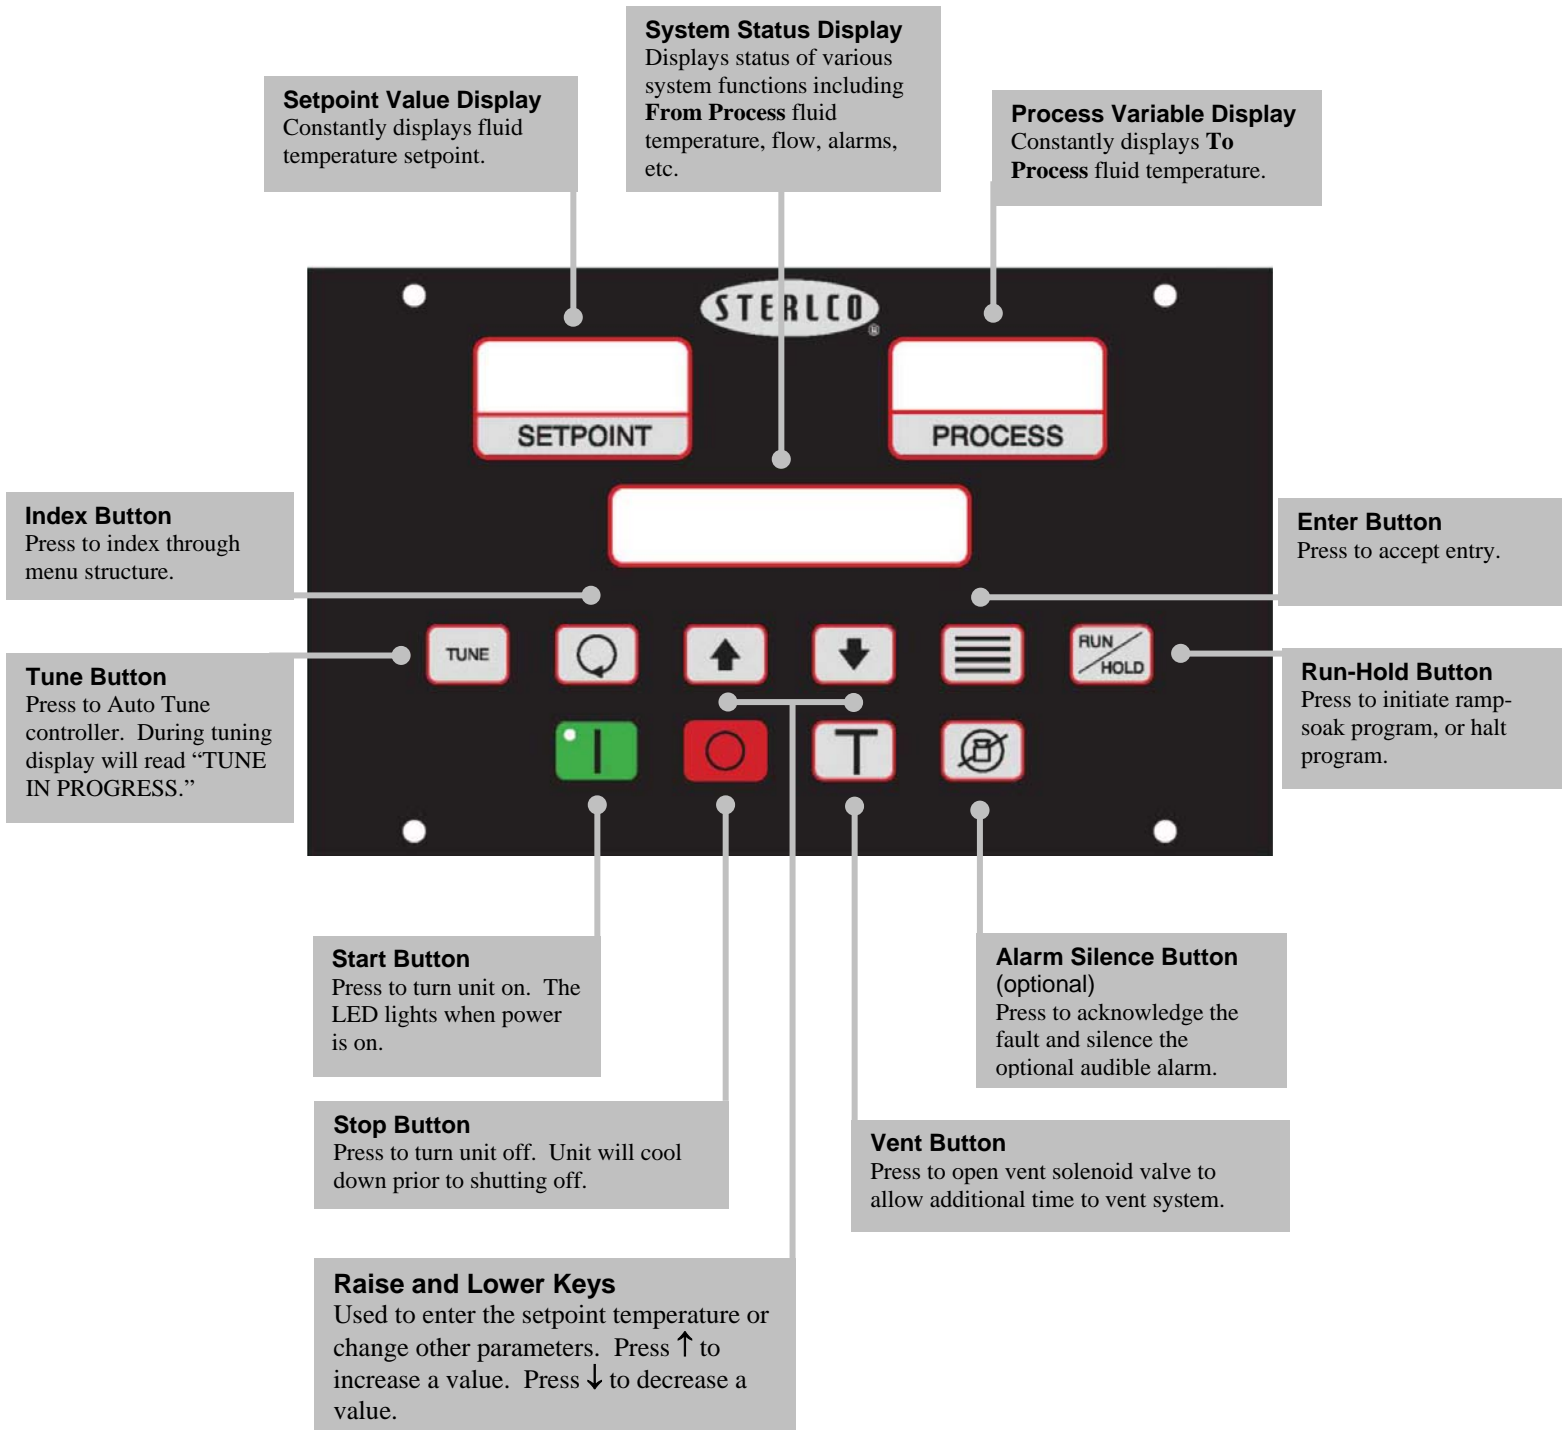 System Status Display
Displays status of various
system functions including
From Process fluid
temperature, flow, alarms,
etc.
Setpoint Value Display
Constantly displays fluid
temperature setpoint.
Process Variable Display
Constantly displays To
Process fluid temperature.
STERLCO®
SETPOINT
PROCESS
Index Button
Press to index through
menu structure.
Enter Button
Press to accept entry.
TUNE
RUN
HOLD
Tune Button
Press to Auto Tune
controller. During tuning
display will read “TUNE
IN PROGRESS.”
Run-Hold Button
Press to initiate ramp-
soak program, or halt
program.
T
Start Button
Press to turn unit on. The
LED lights when power
is on.
Alarm Silence Button
(optional)
Press to acknowledge the
fault and silence the
optional audible alarm.
Stop Button
Press to turn unit off. Unit will cool
down prior to shutting off.
Vent Button
Press to open vent solenoid valve to
allow additional time to vent system.
Raise and Lower Keys
Used to enter the setpoint temperature or
change other parameters. Press ↑ to
increase a value. Press ↓ to decrease a
value.